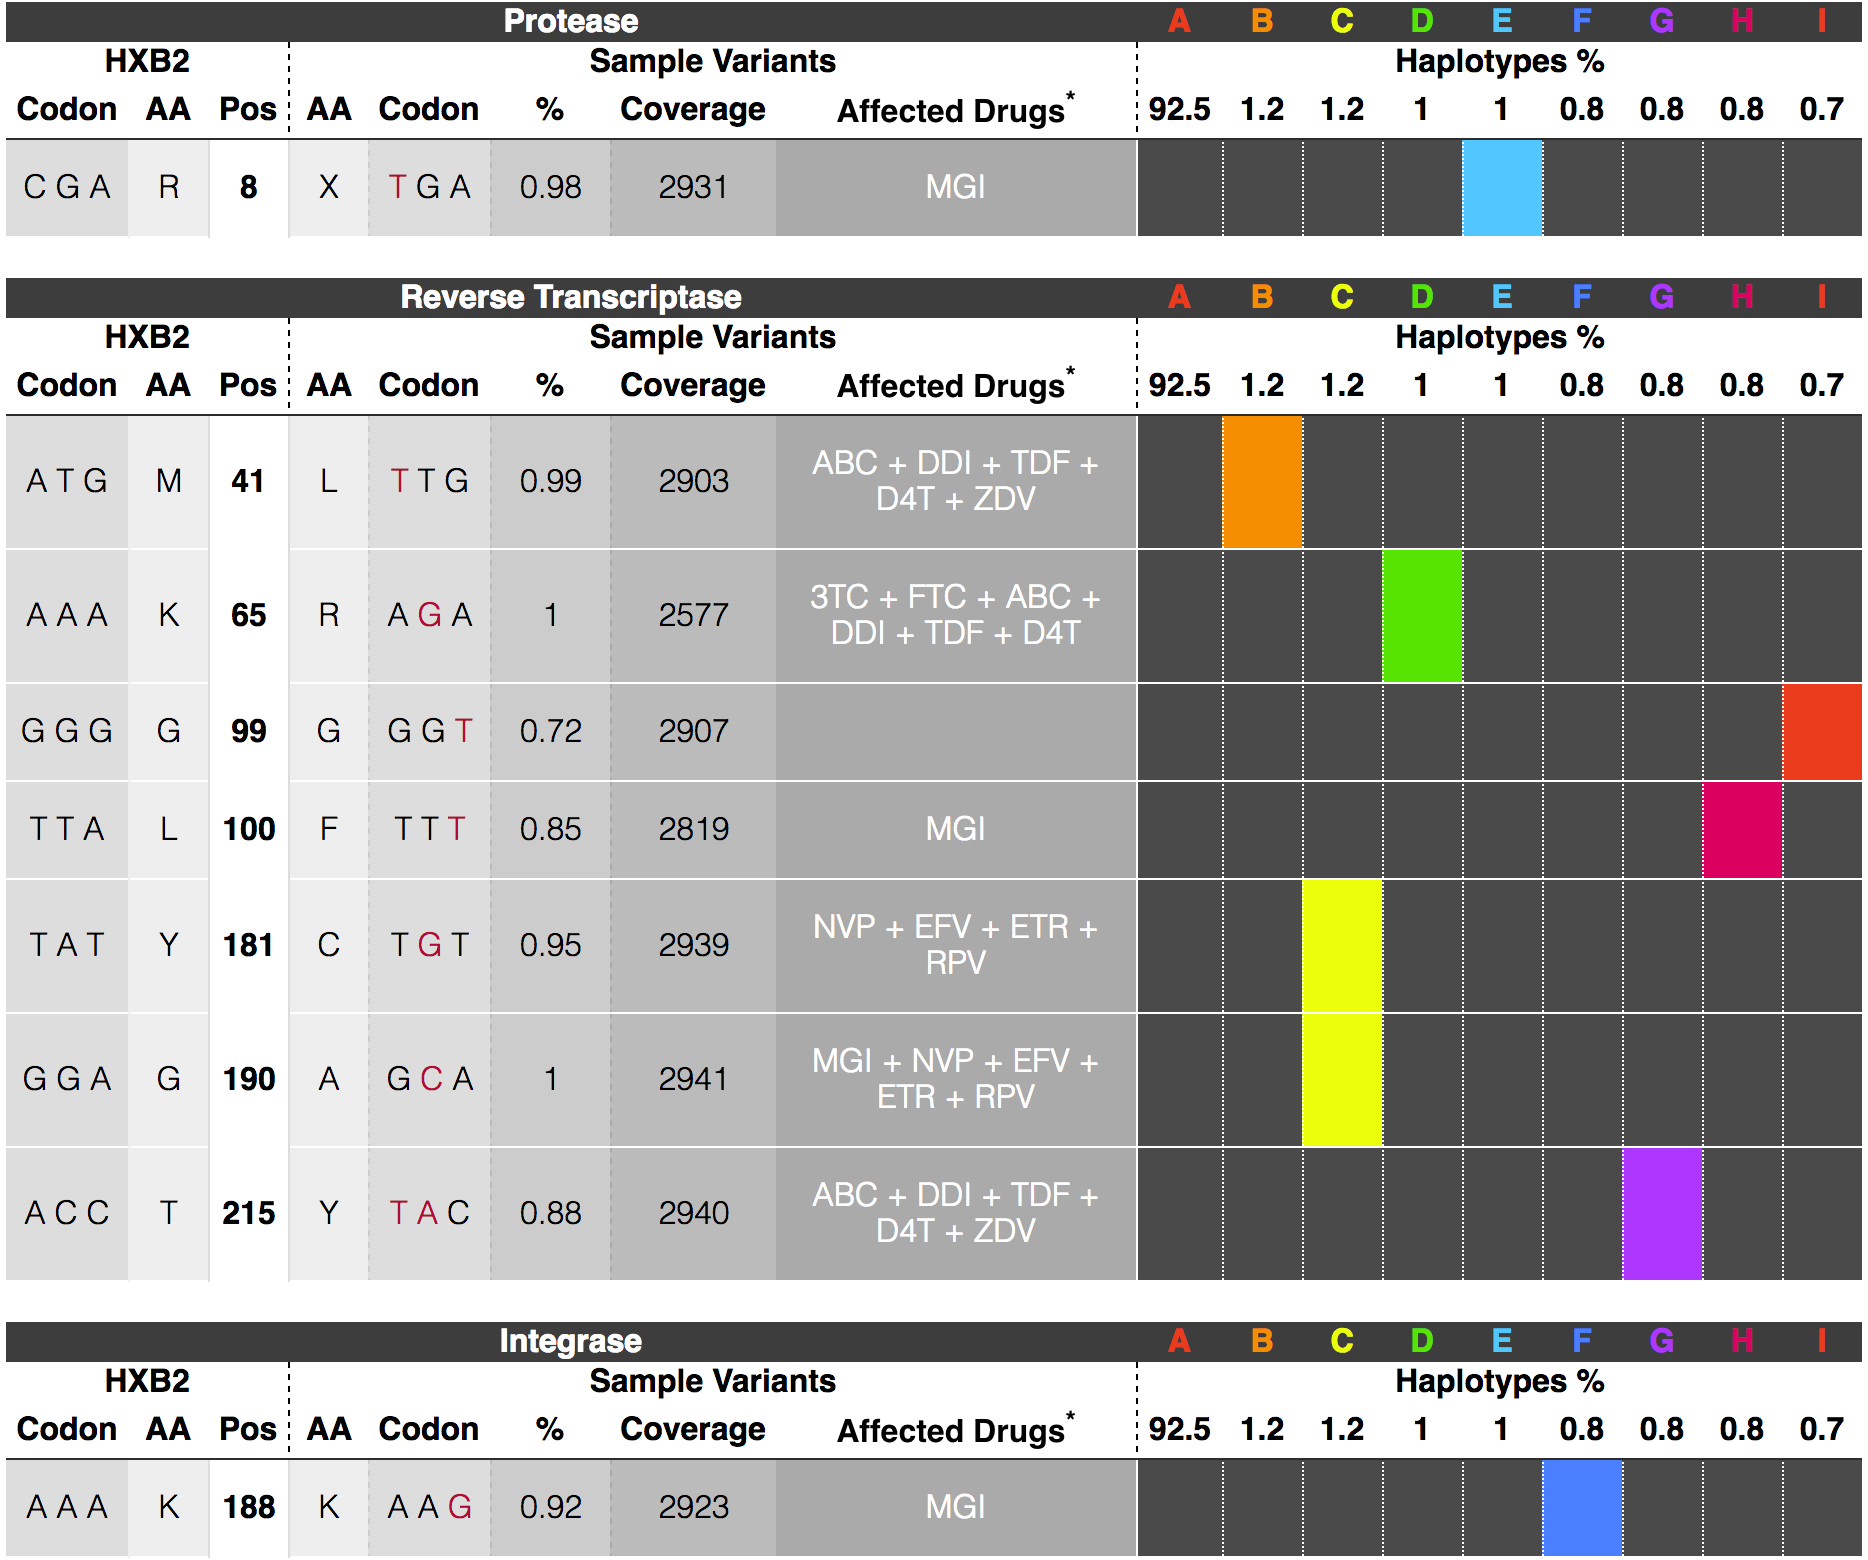 Protease A B C D E F G H I
HXB2 Sample Variants Haplotypes %
Codon AA Pos AA Codon % Coverage Affected Drugs* 92.5 1.2 1.2 1 1 0.8 0.8 0.8 0.7
C G A R 8 X T G A 0.98 2931 MGI
Reverse Transcriptase A B C D E F G H I
HXB2 Sample Variants Haplotypes %
Codon AA Pos AA Codon % Coverage Affected Drugs* 92.5 1.2 1.2 1 1 0.8 0.8 0.8 0.7
A T G M 41 L T T G 0.99 2903 ABC + DDI + TDF +
D4T + ZDV
A A A K 65 R A G A 1 2577 3TC + FTC + ABC +
DDI + TDF + D4T
G G G G 99 G G G T 0.72 2907
T T A L 100 F T T T 0.85 2819 MGI
T A T Y 181 C T G T 0.95 2939 NVP + EFV + ETR +
RPV
G G A G 190 A G C A 1 2941 MGI + NVP + EFV +
ETR + RPV
A C C T 215 Y T A C 0.88 2940 ABC + DDI + TDF +
D4T + ZDV
Integrase A B C D E F G H I
HXB2 Sample Variants Haplotypes %
Codon AA Pos AA Codon % Coverage Affected Drugs* 92.5 1.2 1.2 1 1 0.8 0.8 0.8 0.7
A A A K 188 K A A G 0.92 2923 MGI